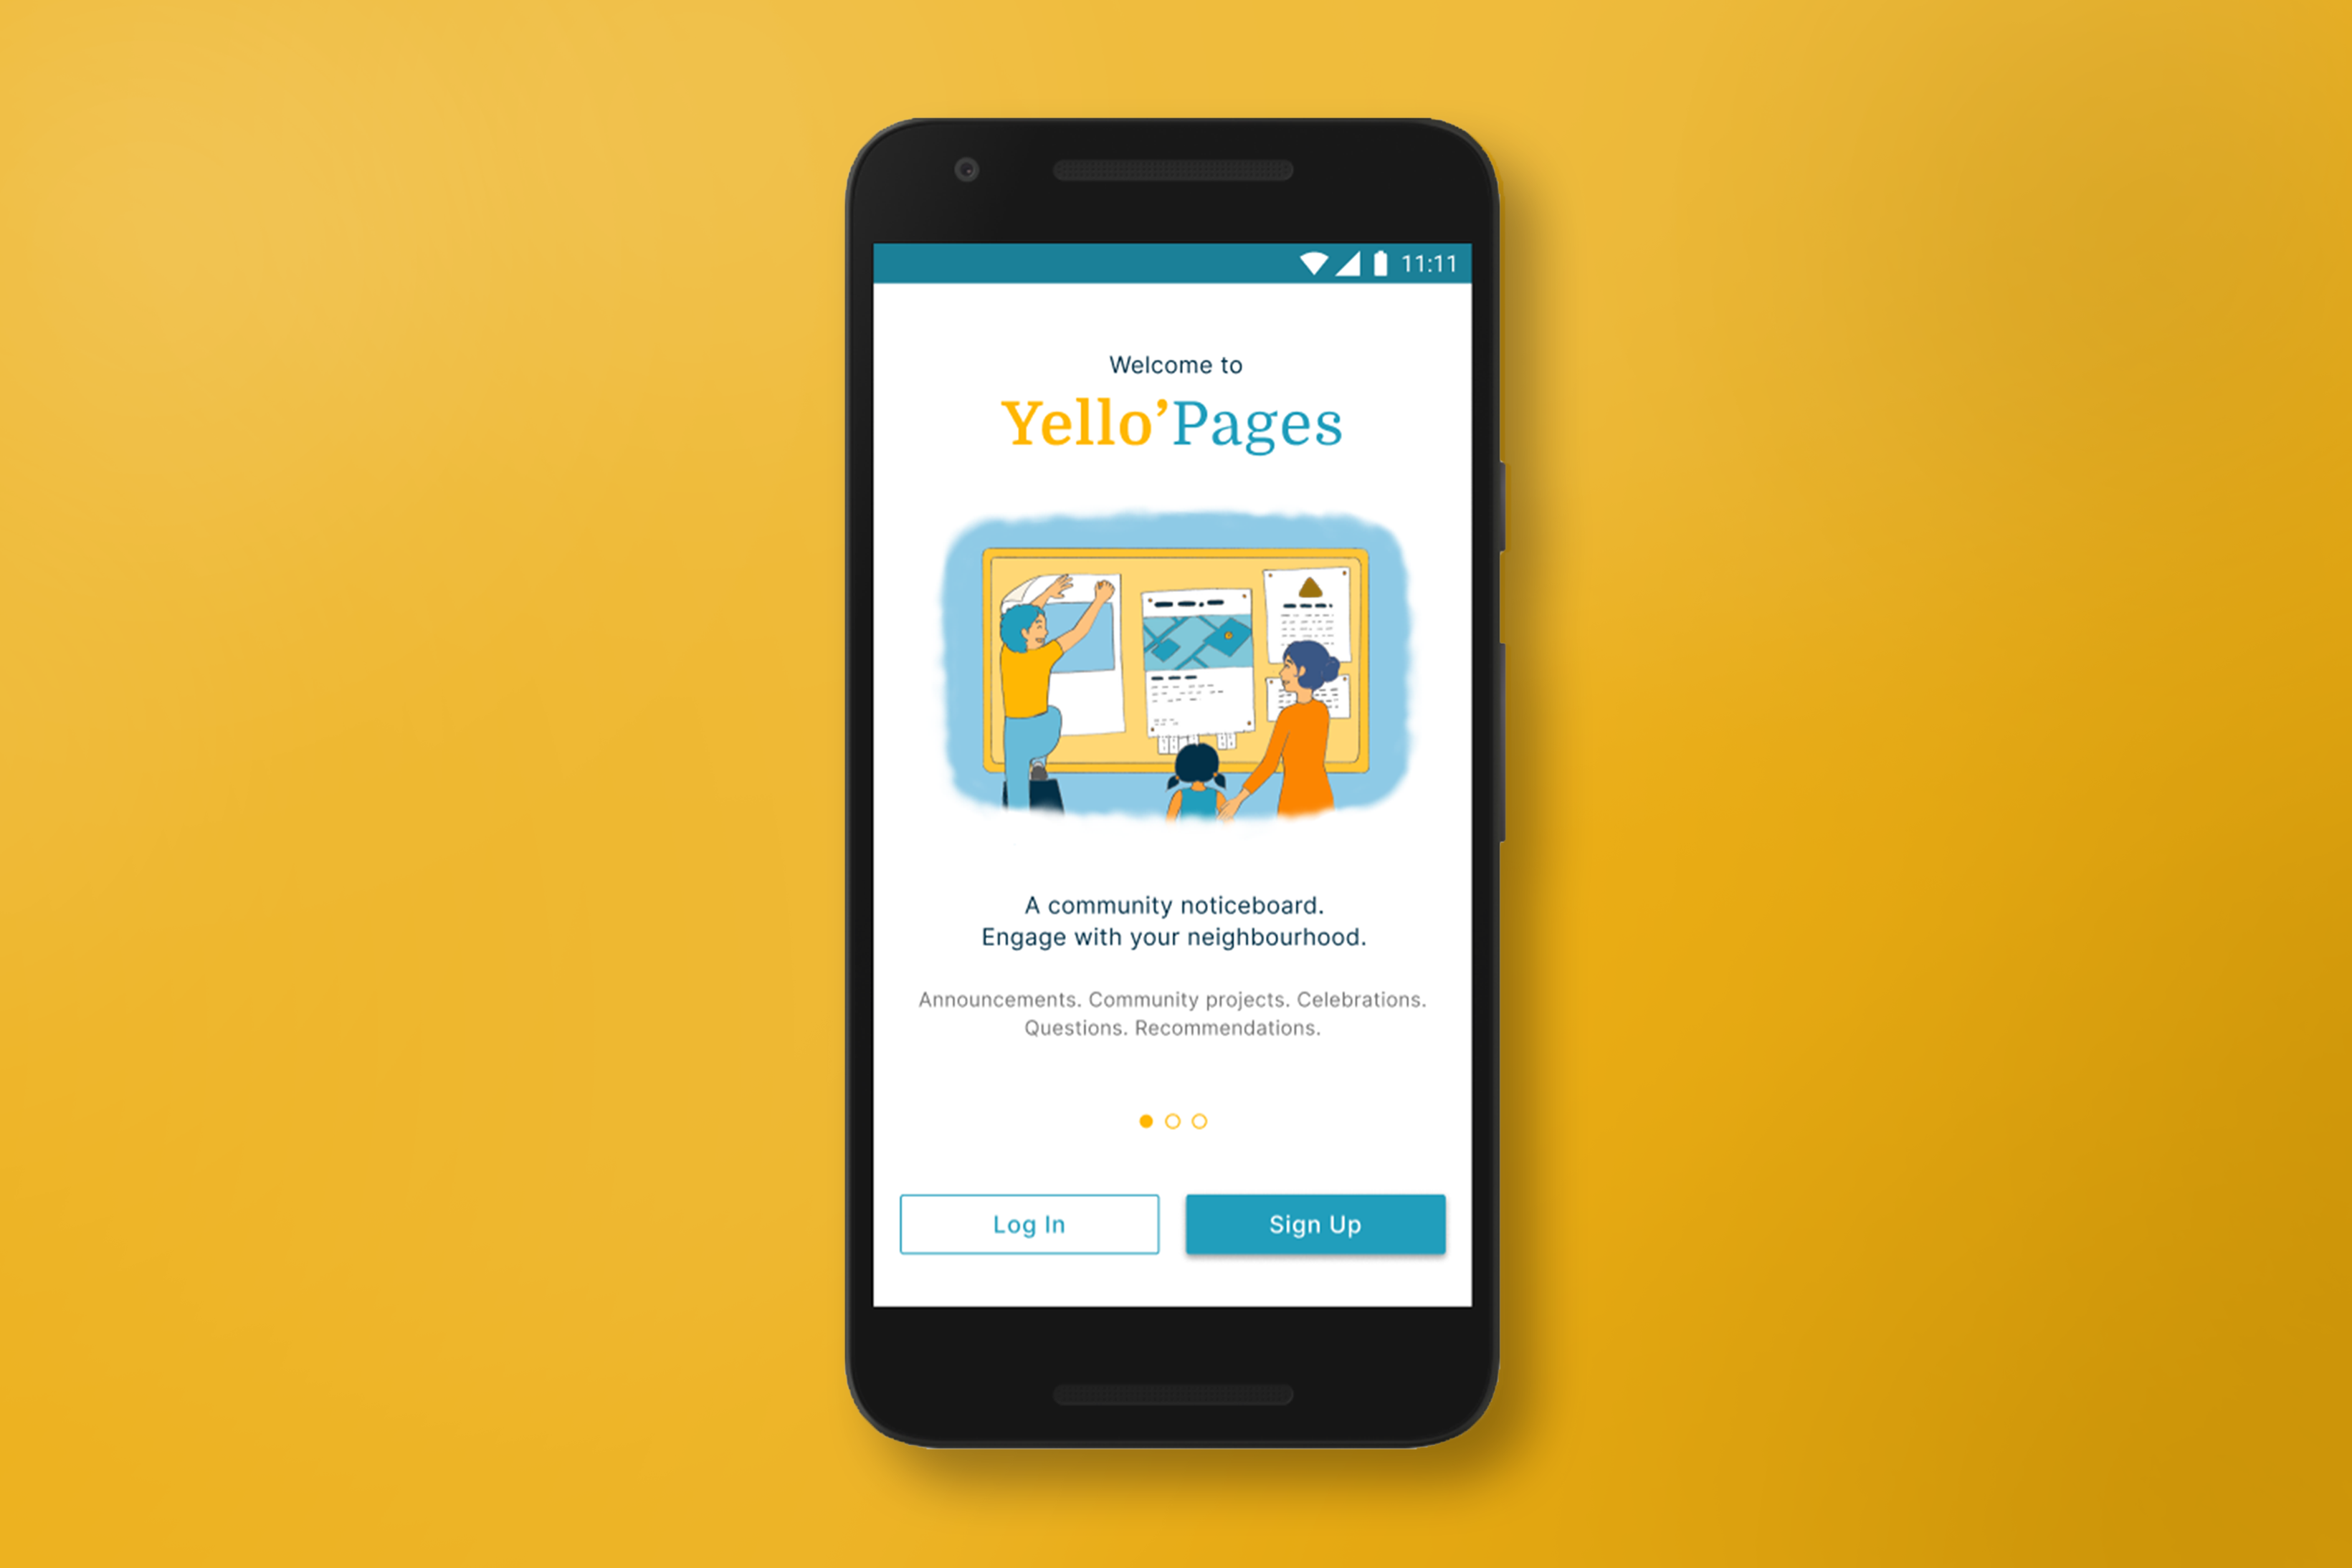 11:11
Welcome to
Yello’Pages
A community noticeboard.
Engage with your neighbourhood.
Announcements. Community projects. Celebrations.
Questions. Recommendations.
Log In
Sign Up